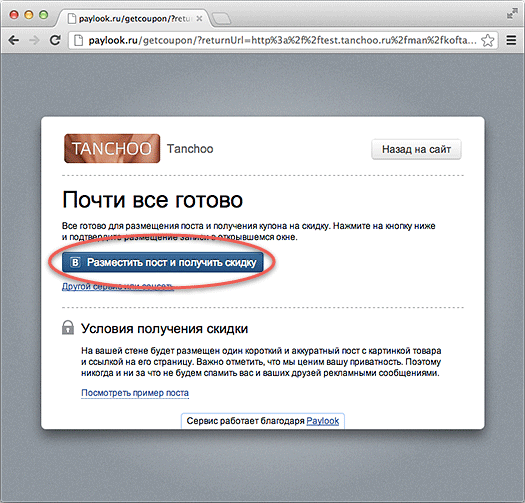 paylook.ru/getcoupon/?retur
paylook.ru/getcoupon/?returnUrl=http%3a%2f%2ftest.tanchoo.ru%2fman%2fkofta
TANCHOO
Tanchoo
Назад на сайт
Почти все готово
Все готово для размещения поста и получения купона на скидку. Нажмите на кнопку ниже
и подтвердите размещение записи в открывшемся окне.
В Разместить пост и получить скидку
Другой сервис или соцсеть
Условия получения скидки
На вашей стене будет размещен один короткий и аккуратный пост с картинкой товара
и ссылкой на его страницу. Важно отметить, что мы ценим вашу приватность. Поэтому
никогда и ни за что не будем спамить вас и ваших друзей рекламными сообщениями.
Посмотреть пример поста
Сервис работает благодаря Paylook